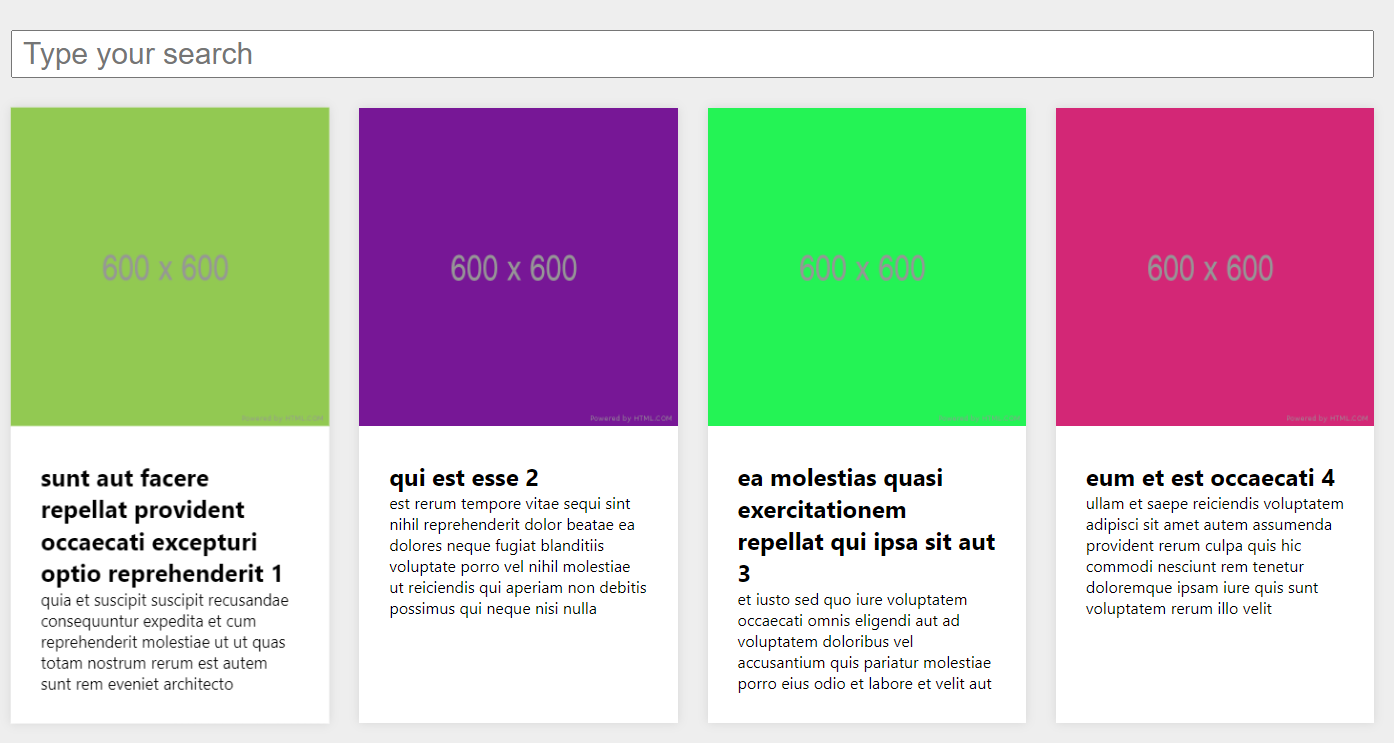 Type your search
600 x 600
Powered by HTML.COM
sunt aut facere
repellat provident
occaecati excepturi
optio reprehenderit 1
quia et suscipit suscipit recusandae
consequuntur expedita et cum
reprehenderit molestiae ut ut quas
totam nostrum rerum est autem
sunt rem eveniet architecto
600 x 600
Powered by HTML.COM
qui est esse 2
est rerum tempore vitae sequi sint
nihil reprehenderit dolor beatae ea
dolores neque fugiat blanditiis
voluptate porro vel nihil molestiae
ut reiciendis qui aperiam non debitis
possimus qui neque nisi nulla
600 x 600
Powered by HTML.COM
ea molestias quasi
exercitationem
repellat qui ipsa sit aut
3
et iusto sed quo iure voluptatem
occaecati omnis eligendi aut ad
voluptatem doloribus vel
accusantium quis pariatur molestiae
porro eius odio et labore et velit aut
600 x 600
Powered by HTML.COM
eum et est occaecati 4
ullam et saepe reiciendis voluptatem
adipisci sit amet autem assumenda
provident rerum culpa quis hic
commodi nesciunt rem tenetur
doloremque ipsam iure quis sunt
voluptatem rerum illo velit